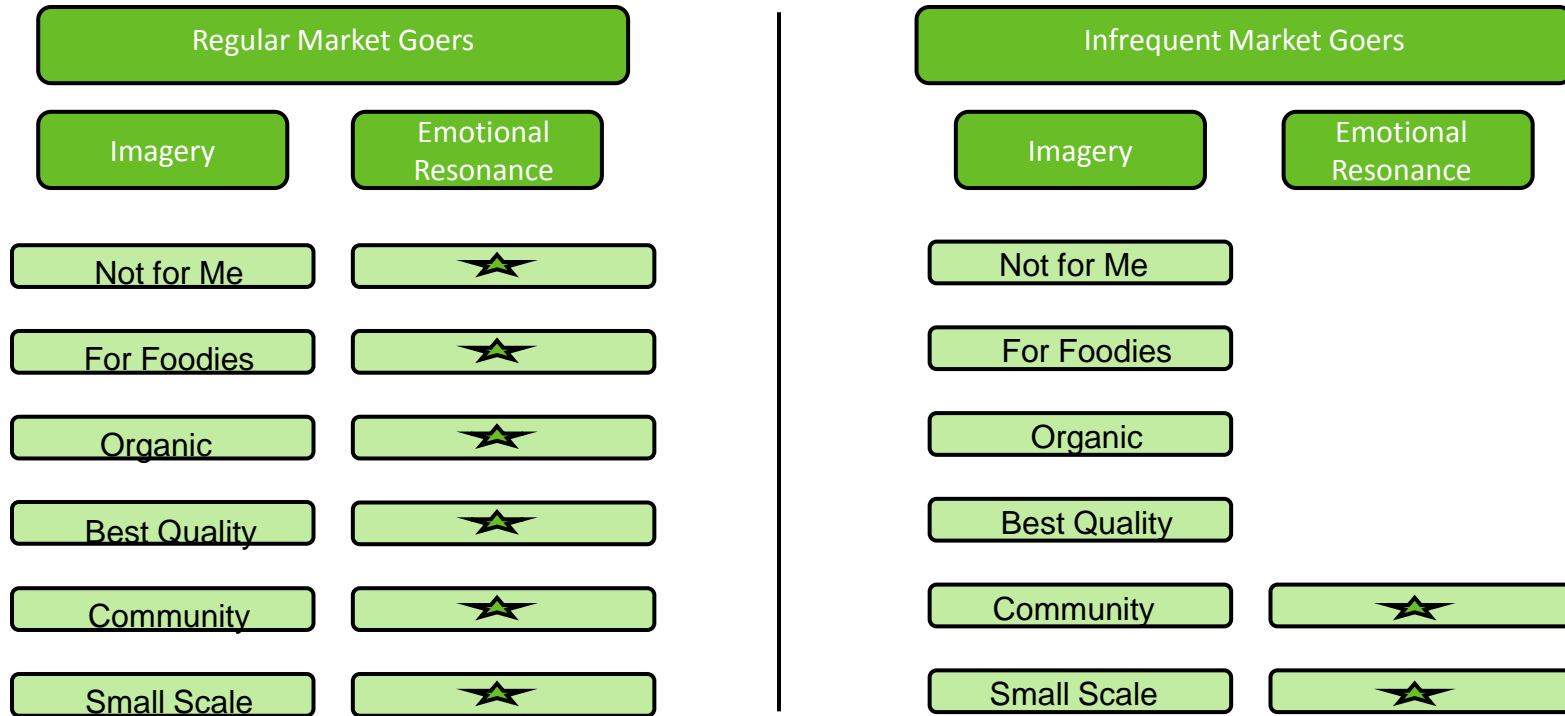 Regular Market Goers
Imagery
Emotional
Resonance
Not for Me
For Foodies
Organic
Best Quality
Community
Small Scale
Infrequent Market Goers
Imagery
Emotional
Resonance
Not for Me
For Foodies
Organic
Best Quality
Community
Small Scale